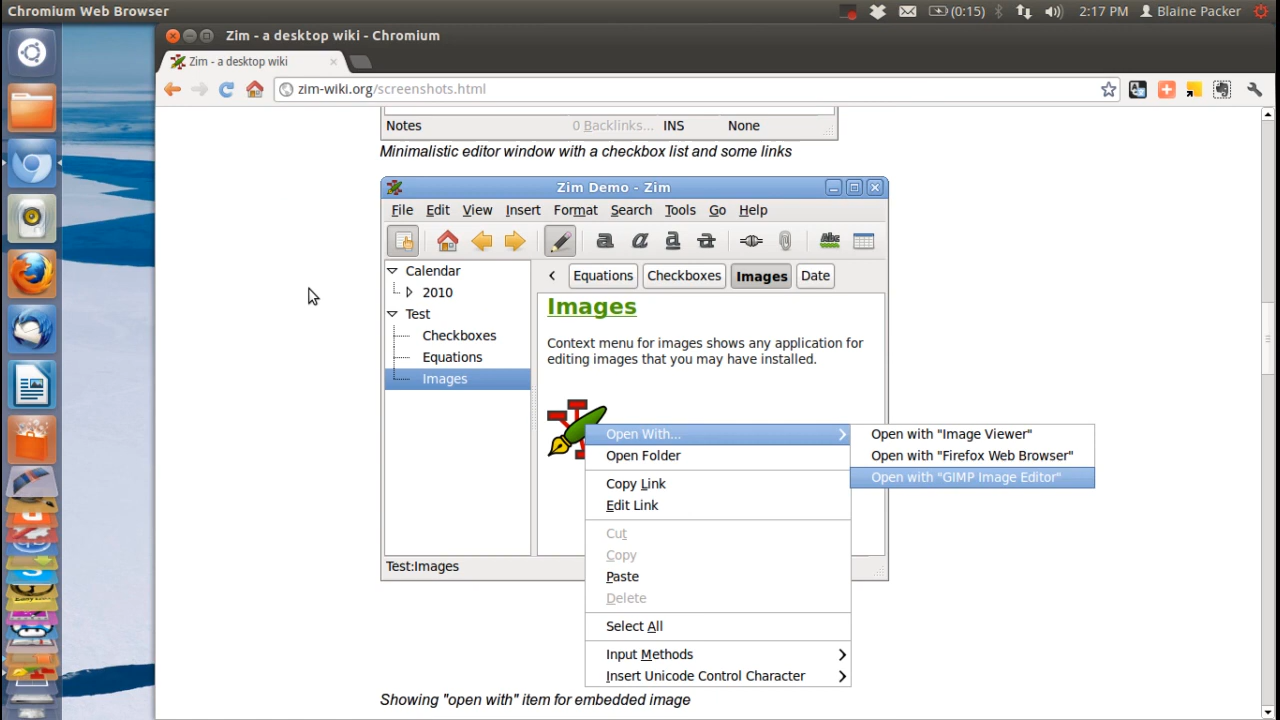 Chromium Web Browser
(0:15)
2:17 PM
Blaine Packer
Zim - a desktop wiki - Chromium
Zim - a desktop wiki
zim-wiki.org/screenshots.html
Notes
0 Backlinks...
INS
None
Minimalistic editor window with a checkbox list and some links
Zim Demo - Zim
File Edit View Insert Format Search Tools Go Help
a a a a Abc
Calendar
2010
Test
Checkboxes
Equations
Images
Equations Checkboxes Images Date
Images
Context menu for images shows any application for
editing images that you may have installed.
Open With...
Open Folder
Copy Link
Edit Link
Cut
Copy
Paste
Delete
Select All
Input Methods
Insert Unicode Control Character
Open with "Image Viewer"
Open with "Firefox Web Browser"
Open with "GIMP Image Editor"
Test:Images
Showing "open with" item for embedded image